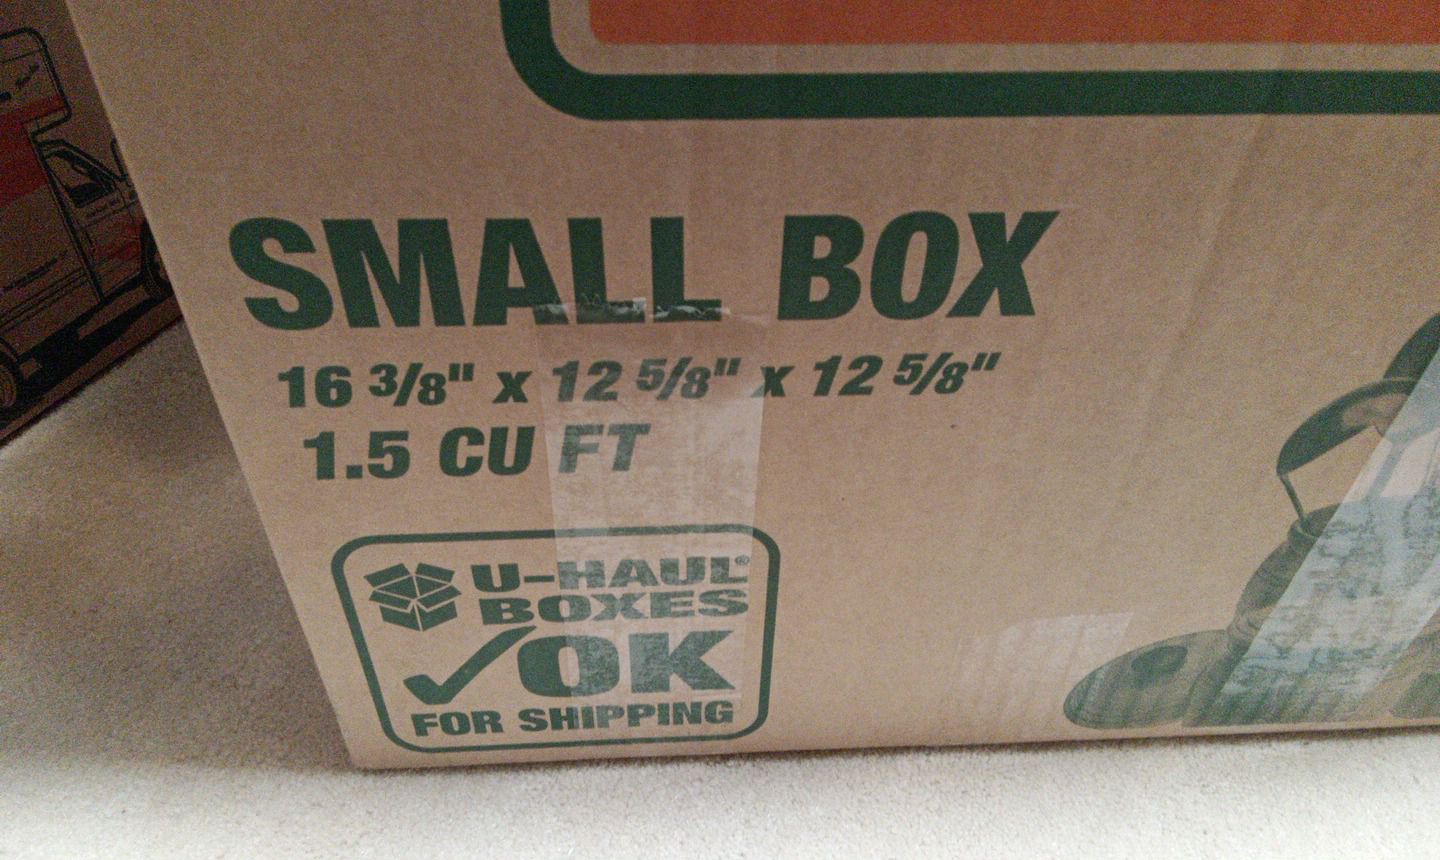 SMALL BOX
16 3/8" x 12 5/8" x 12 5/8"
1.5 CU FT
U-HAUL®
BOXES
✓OK
FOR SHIPPING